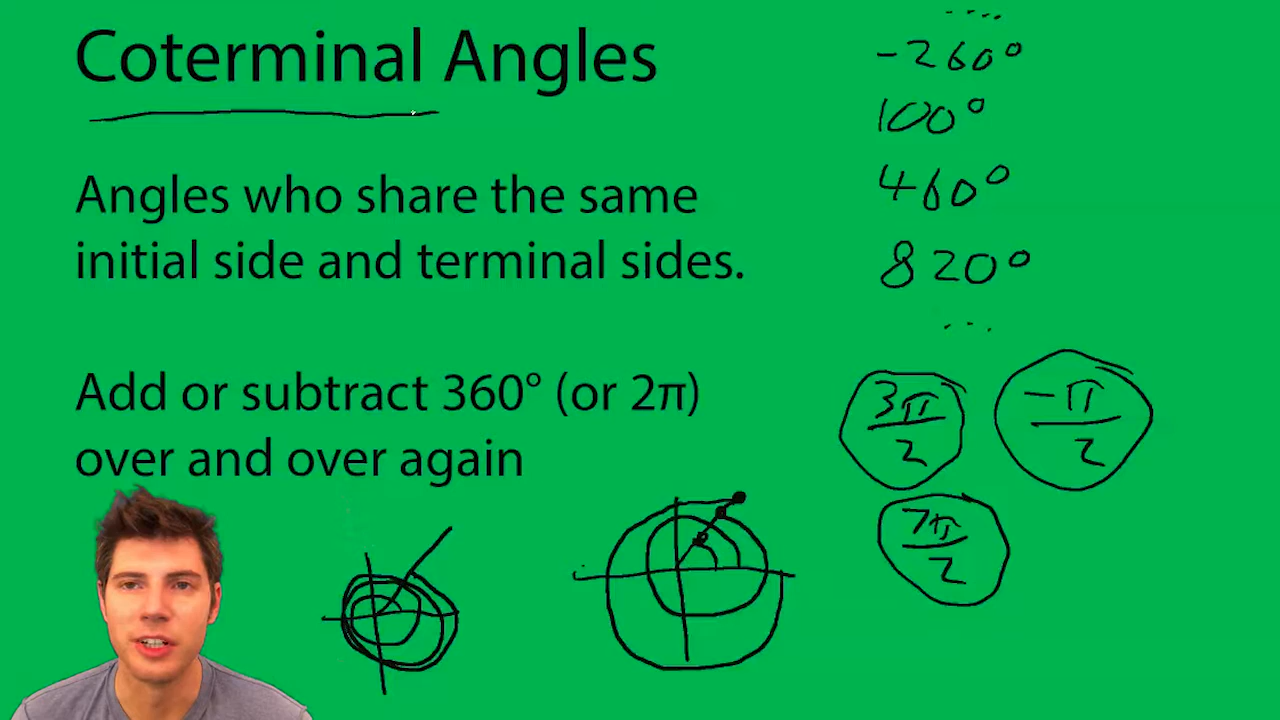 Coterminal Angles
Angles who share the same
initial side and terminal sides.
Add or subtract 360° (or 2π)
over and over again
....
-260°
100°
460°
820°
...
3π/2 -π/2
7π/2